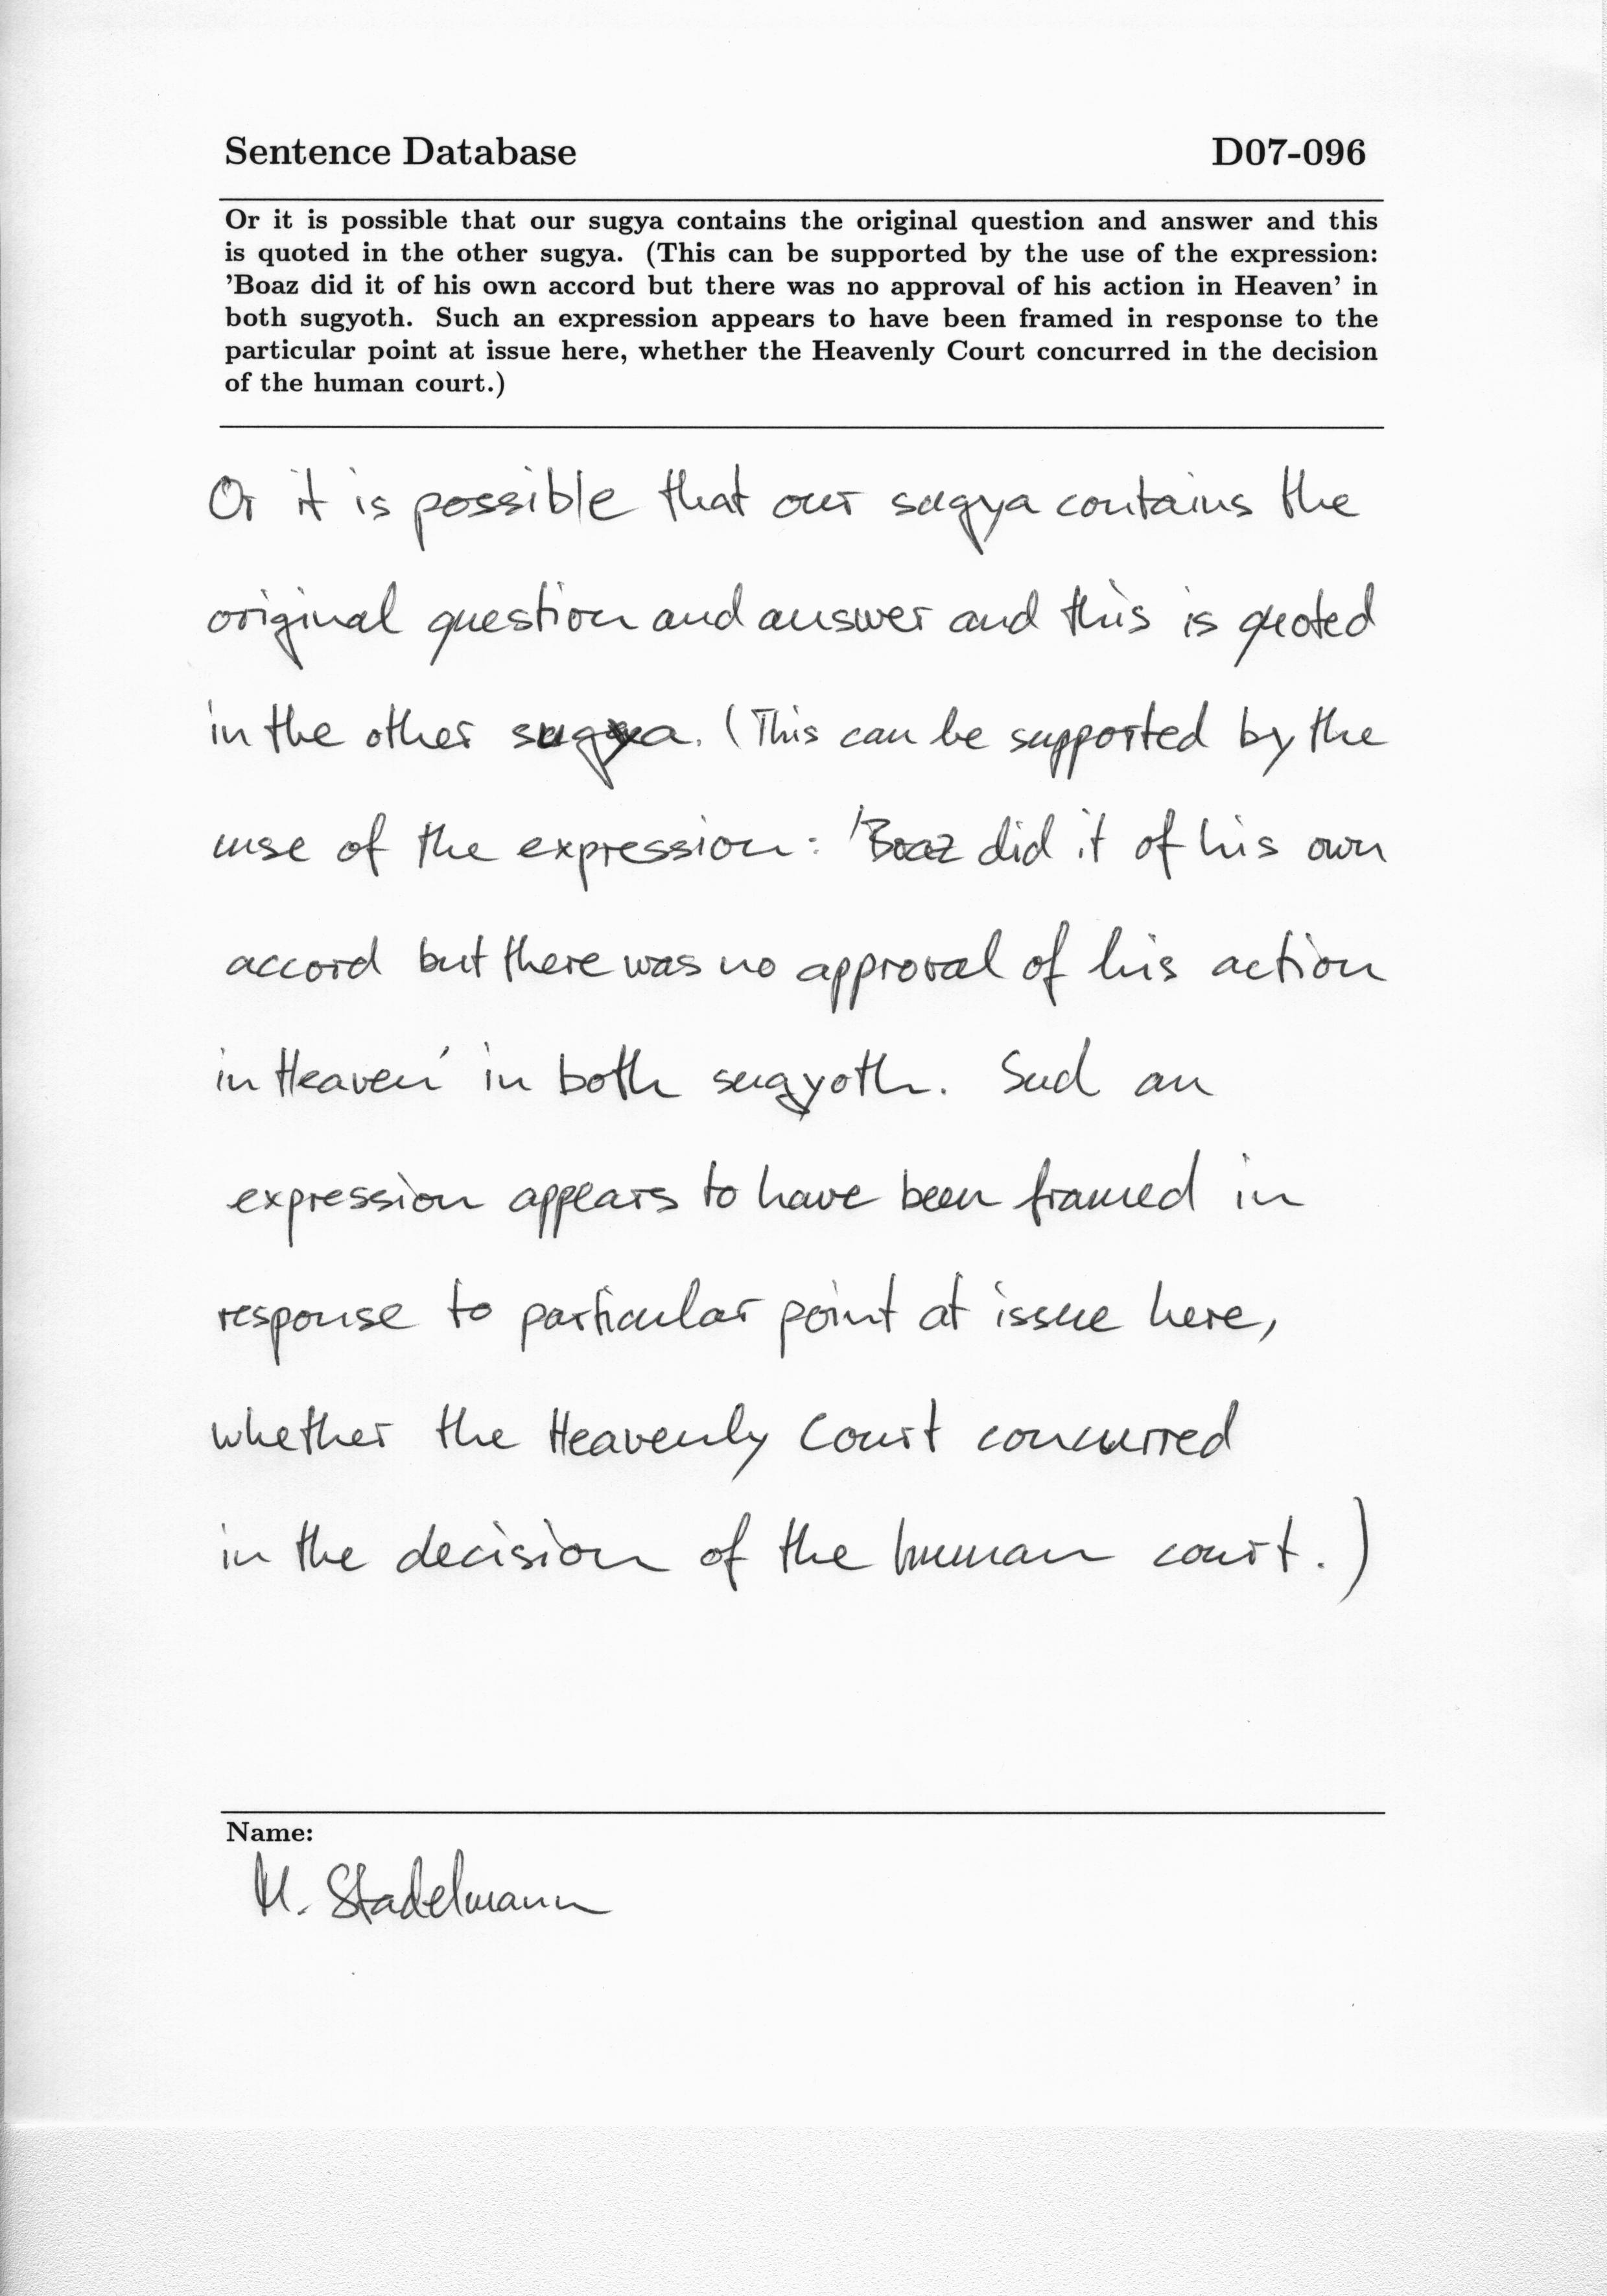 Sentence Database D07-096
Or it is possible that our sugya contains the original question and answer and this
is quoted in the other sugya. (This can be supported by the use of the expression:
'Boaz did it of his own accord but there was no approval of his action in Heaven' in
both sugyoth. Such an expression appears to have been framed in response to the
particular point at issue here, whether the Heavenly Court concurred in the decision
of the human court.)
Or it is possible that our sugya contains the
original question and answer and this is quoted
in the other sugya. (This can be supported by the
use of the expression: 'Boaz did it of his own
accord but there was no approval of his action
in Heaven' in both sugyoth. Such an
expression appears to have been framed in
response to particular point at issue here,
whether the Heavenly Court concurred
in the decision of the human court.)
Name:
M. Stadelmann